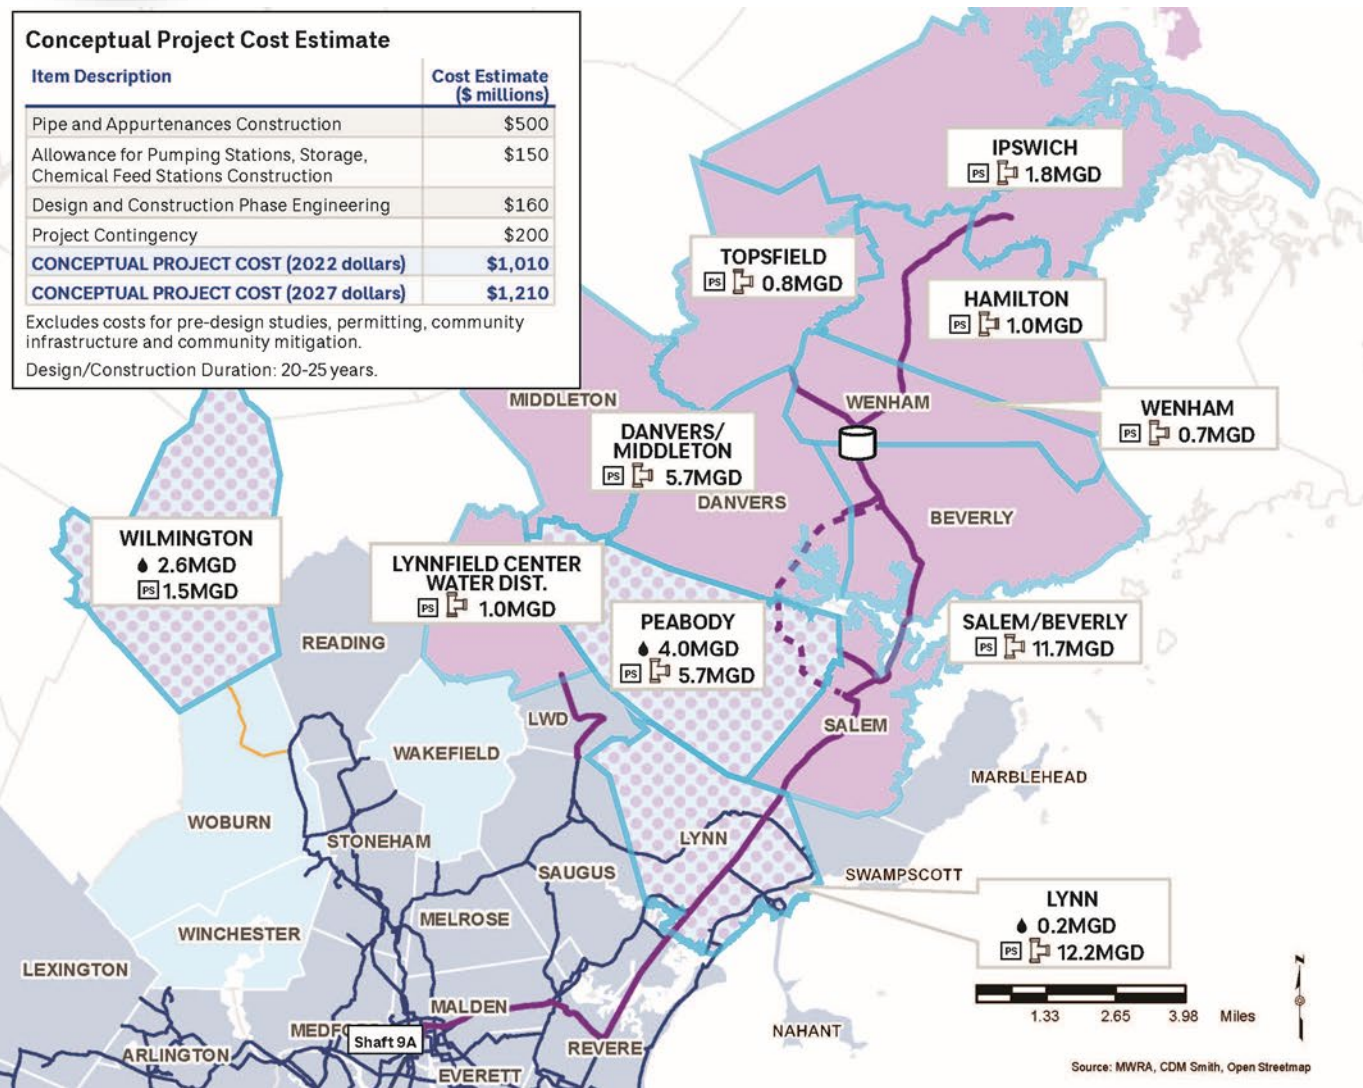 Conceptual Project Cost Estimate
Item Description
Cost Estimate
($ millions)
Pipe and Appurtenances Construction $500
Allowance for Pumping Stations, Storage,
Chemical Feed Stations Construction
$150
Design and Construction Phase Engineering $160
Project Contingency $200
CONCEPTUAL PROJECT COST (2022 dollars) $1,010
CONCEPTUAL PROJECT COST (2027 dollars) $1,210
Excludes costs for pre-design studies, permitting, community
infrastructure and community mitigation.
Design/Construction Duration: 20-25 years.
IPSWICH
PS 1.8MGD
TOPSFIELD
PS 0.8MGD
HAMILTON
PS 1.0MGD
MIDDLETON
WENHAM
WENHAM
PS 0.7MGD
DANVERS/
MIDDLETON
PS 5.7MGD
DANVERS
BEVERLY
WILMINGTON
2.6MGD
PS 1.5MGD
LYNNFIELD CENTER
WATER DIST.
PS 1.0MGD
PEABODY
4.0MGD
PS 5.7MGD
SALEM/BEVERLY
PS 11.7MGD
READING
LWD
SALEM
WAKEFIELD
MARBLEHEAD
WOBURN
STONEHAM
LYNN
SAUGUS
SWAMPSCOTT
LYNN
0.2MGD
PS 12.2MGD
MELROSE
WINCHESTER
LEXINGTON
MALDEN
MEDFO
Shaft 9A
REVERE
NAHANT
ARLINGTON
EVERETT
N
1.33 2.65 3.98 Miles
Source: MWRA, CDM Smith, Open Streetmap